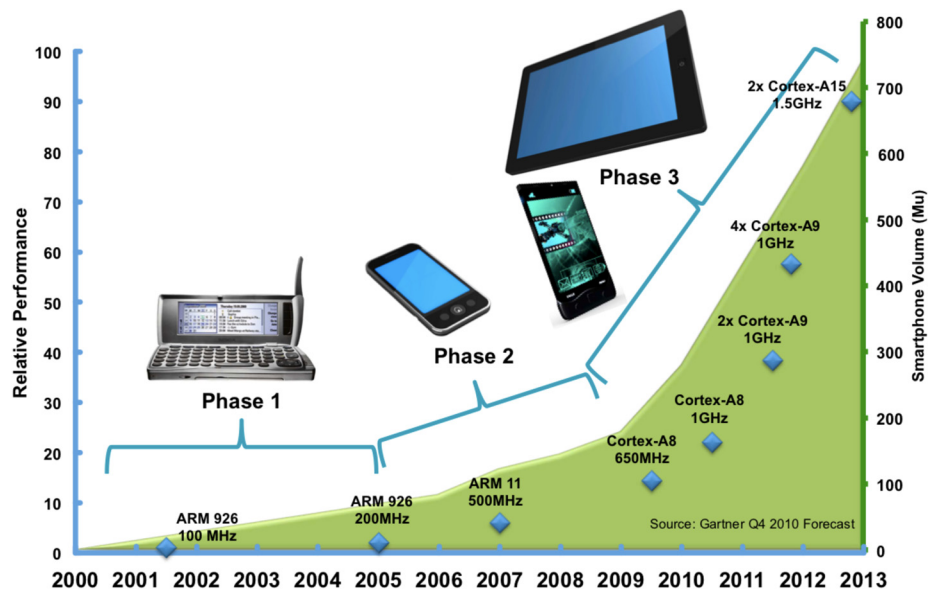 800
100
90
80
70
60
50
40
30
20
10
0
Relative Performance
700
600
500
400
300
200
100
0
Smartphone Volume (Mu)
2x Cortex-A15
1.5GHz
Phase 3
4x Cortex-A9
1GHz
2x Cortex-A9
1GHz
Phase 2
Phase 1
Cortex-A8
1GHz
Cortex-A8
650MHz
ARM 11
500MHz
ARM 926
200MHz
ARM 926
100 MHz
Source: Gartner Q4 2010 Forecast
2000 2001 2002 2003 2004 2005 2006 2007 2008 2009 2010 2011 2012 2013